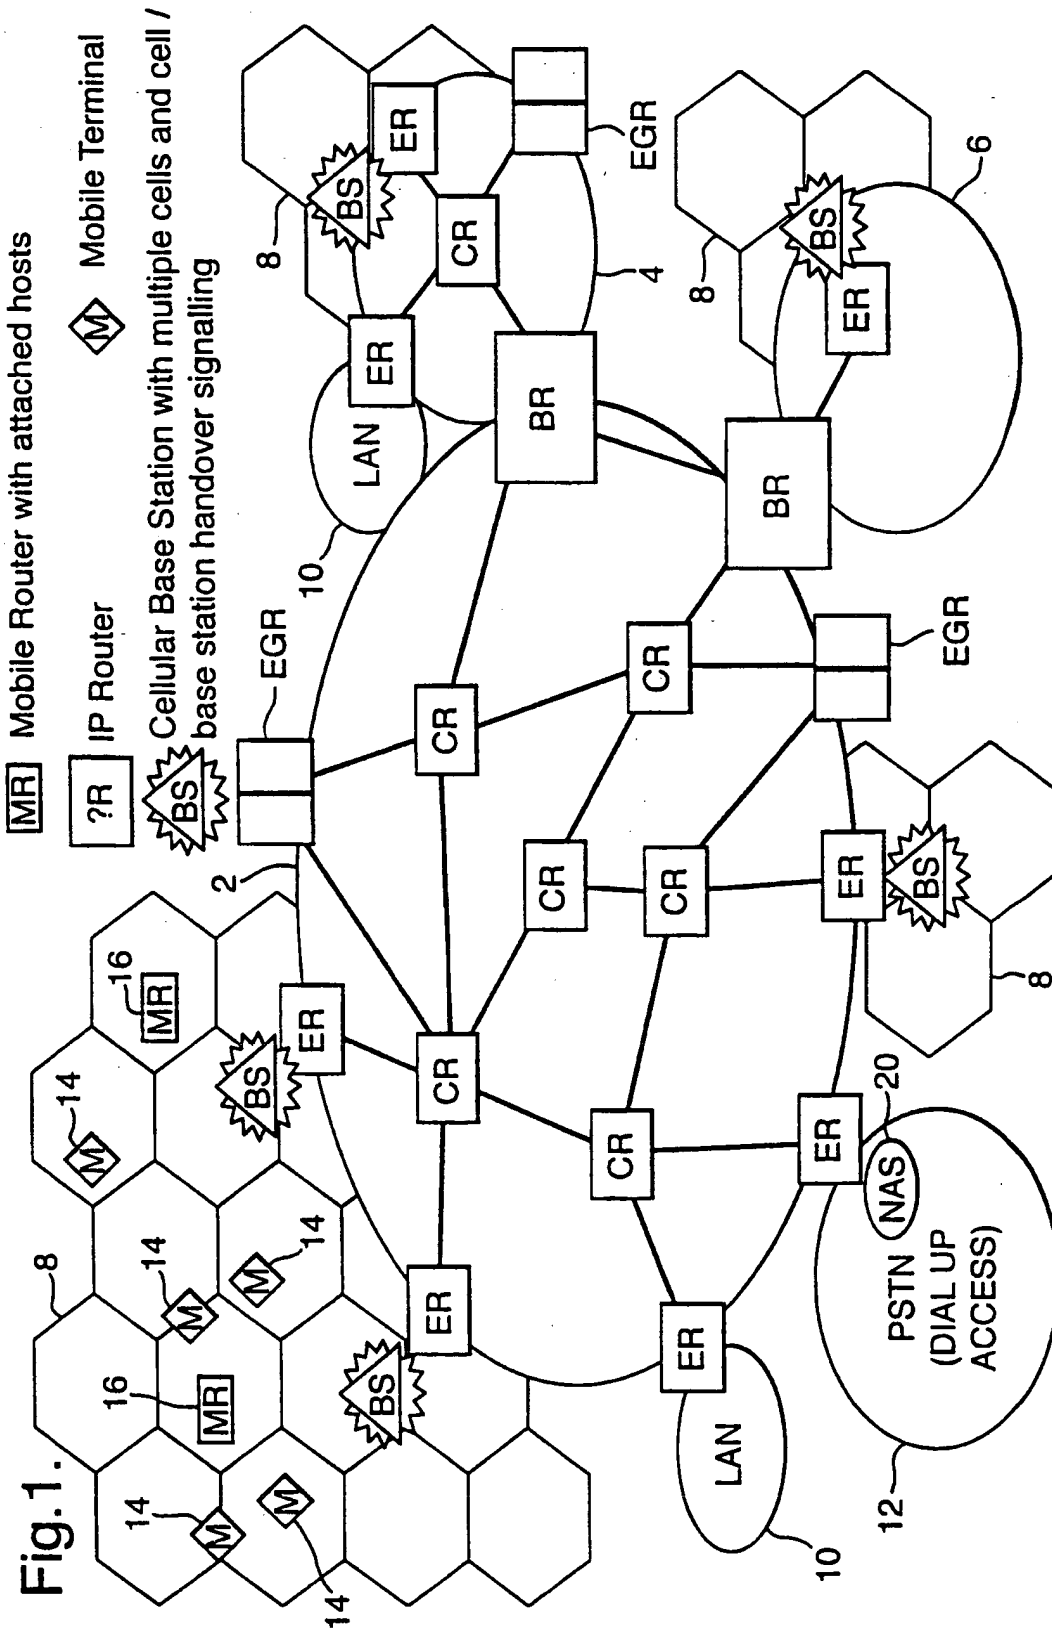 Fig.1.
MR Mobile Router with attached hosts
?R IP Router
M Mobile Terminal
BS Cellular Base Station with multiple cells and cell /
base station handover signalling
14
M
16
MR
8
14
M
14
M
14
M
14
M
16
MR
BS
BS
ER
ER
2
EGR
10
LAN
ER
8
BS
ER
CR
EGR
4
BR
CR
CR
CR
CR
CR
CR
BR
8
BS
ER
6
EGR
ER
LAN
10
ER
NAS
20
PSTN
(DIAL UP
ACCESS)
12
ER
BS
8